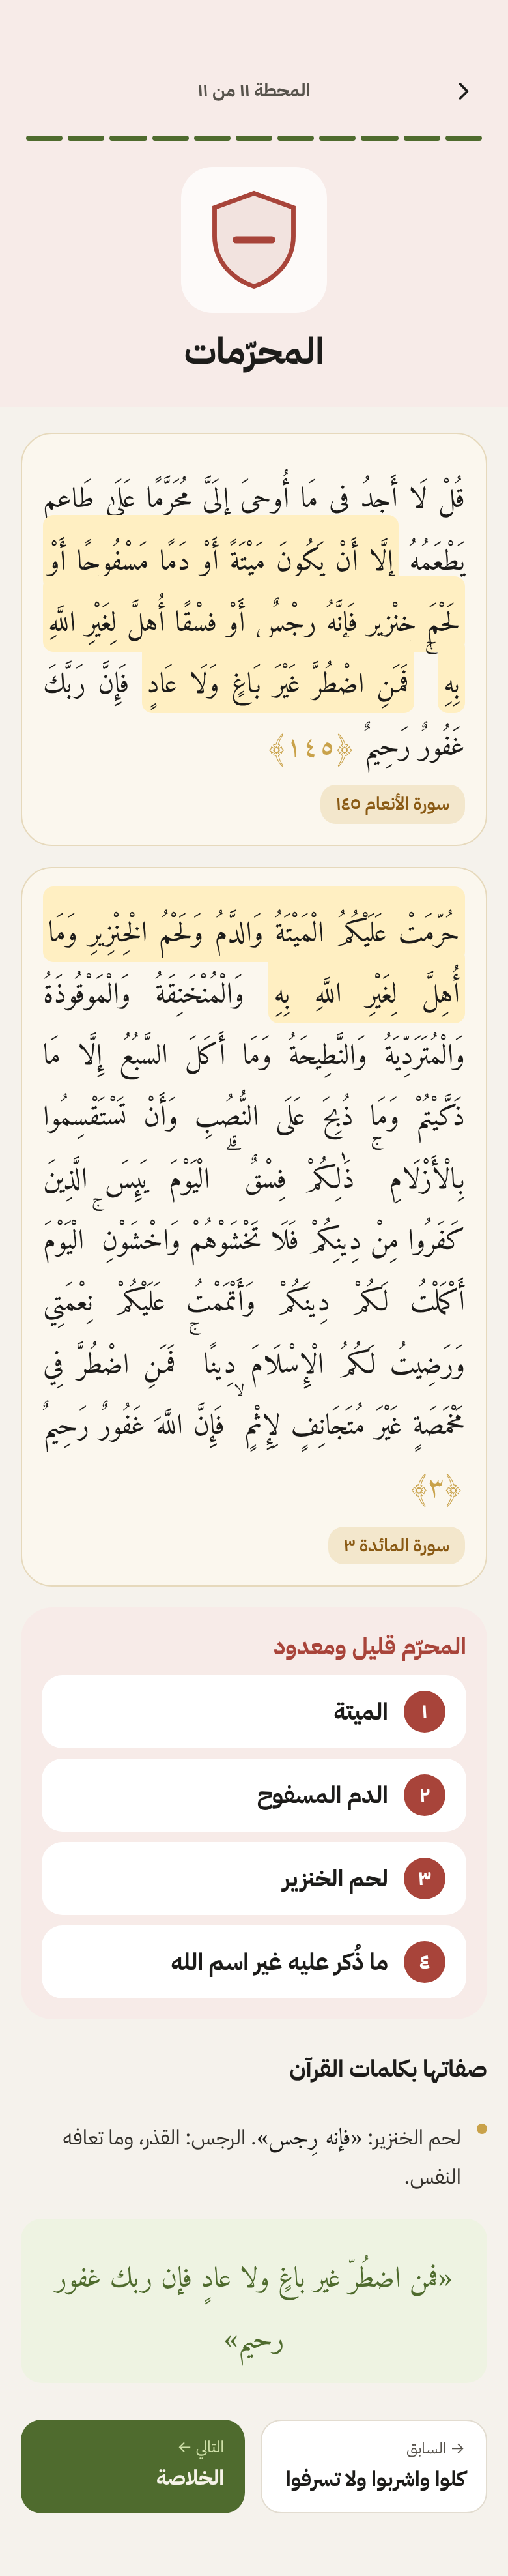 المحطة ١١ من ١١
المحرّمات
قُلْ لَا أَجِدُ فِي مَا أُوحِيَ إِلَيَّ مُحَرَّمًا عَلَىٰ طَاعِمٍ
يَطْعَمُهُ إِلَّا أَنْ يَكُونَ مَيْتَةً أَوْ دَمًا مَسْفُوحًا أَوْ
لَحْمَ خِنْزِيرٍ فَإِنَّهُ رِجْسٌ أَوْ فِسْقًا أُهِلَّ لِغَيْرِ اللَّهِ
بِهِ ۚ فَمَنِ اضْطُرَّ غَيْرَ بَاغٍ وَلَا عَادٍ فَإِنَّ رَبَّكَ
غَفُورٌ رَحِيمٌ ﴿١٤٥﴾
سورة الأنعام ١٤٥
حُرِّمَتْ عَلَيْكُمُ الْمَيْتَةُ وَالدَّمُ وَلَحْمُ الْخِنْزِيرِ وَمَا
أُهِلَّ لِغَيْرِ اللَّهِ بِهِ وَالْمُنْخَنِقَةُ وَالْمَوْقُوذَةُ
وَالْمُتَرَدِّيَةُ وَالنَّطِيحَةُ وَمَا أَكَلَ السَّبُعُ إِلَّا مَا
ذَكَّيْتُمْ وَمَا ذُبِحَ عَلَى النُّصُبِ وَأَنْ تَسْتَقْسِمُوا
بِالْأَزْلَامِ ۚ ذَٰلِكُمْ فِسْقٌ ۗ الْيَوْمَ يَئِسَ الَّذِينَ
كَفَرُوا مِنْ دِينِكُمْ فَلَا تَخْشَوْهُمْ وَاخْشَوْنِ ۚ الْيَوْمَ
أَكْمَلْتُ لَكُمْ دِينَكُمْ وَأَتْمَمْتُ عَلَيْكُمْ نِعْمَتِي
وَرَضِيتُ لَكُمُ الْإِسْلَامَ دِينًا ۚ فَمَنِ اضْطُرَّ فِي
مَخْمَصَةٍ غَيْرَ مُتَجَانِفٍ لِإِثْمٍ ۙ فَإِنَّ اللَّهَ غَفُورٌ رَحِيمٌ
﴿٣﴾
سورة المائدة ٣
المحرّم قليل ومعدود
١ الميتة
٢ الدم المسفوح
٣ لحم الخنزير
٤ ما ذُكر عليه غير اسم الله
صفاتها بكلمات القرآن
لحم الخنزير: «فإنه رِجس». الرجس: القذر، وما تعافه
النفس.
«فمن اضطُرّ غير باغٍ ولا عادٍ فإن ربك غفور
رحيم»
→ السابق
كلوا واشربوا ولا تسرفوا
التالي ←
الخلاصة